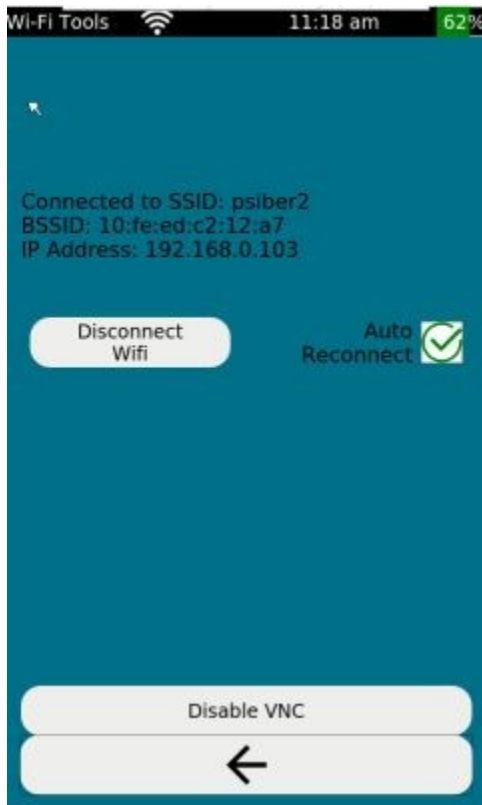 Wi-Fi Tools 11:18 am 62%
Connected to SSID: psiber2
BSSID: 10:fe:ed:c2:12:a7
IP Address: 192.168.0.103
Disconnect
Wifi
Auto
Reconnect
Disable VNC